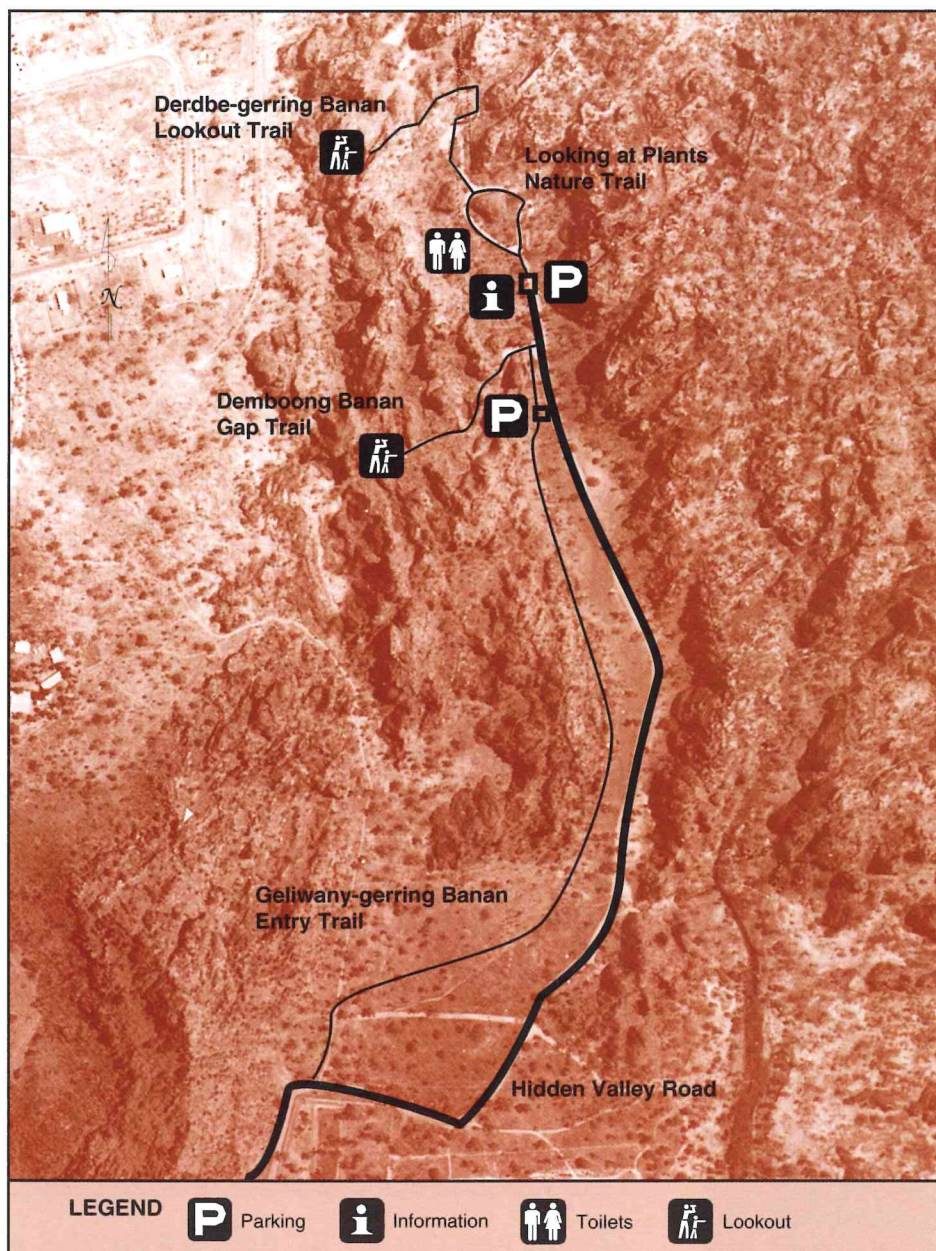 Derdbe-gerring Banan
Lookout Trail
Looking at Plants
Nature Trail
i
P
N
Demboong Banan
Gap Trail
P
Geliwany-gerring Banan
Entry Trail
Hidden Valley Road
LEGEND
P Parking
i Information
Toilets
Lookout